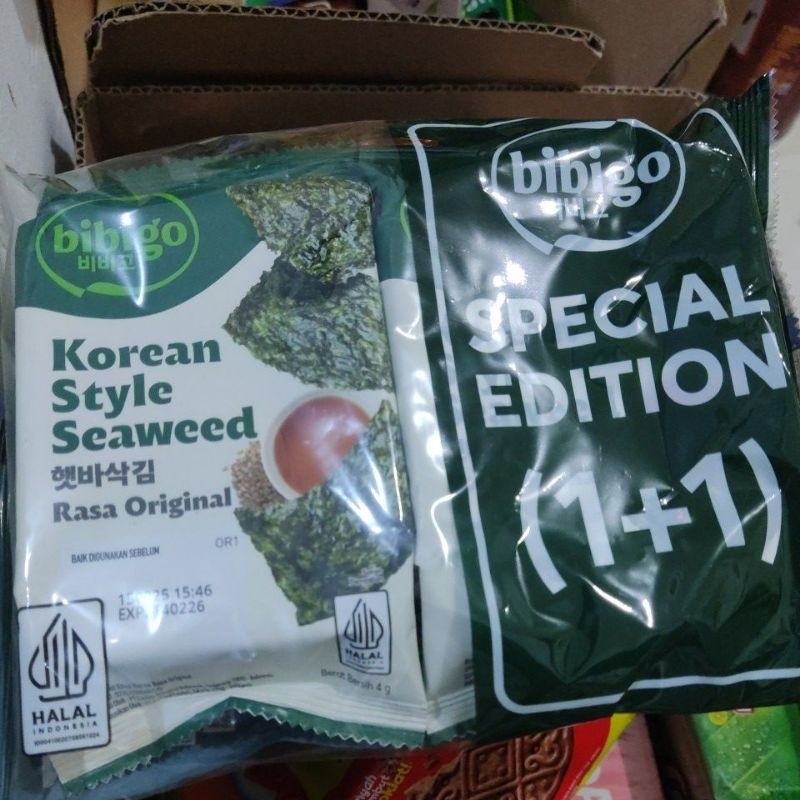 bibigo
비비고
Korean
Style
Seaweed
햇바삭김
Rasa Original
OR1
BAIK DIGUNAKAN SEBELUM
15:46
HALAL
INDONESIA
HALAL
INDONESIA
Berat Bersih 4 g
bibigo
비비고
SPECIAL
EDITION
(1+1)